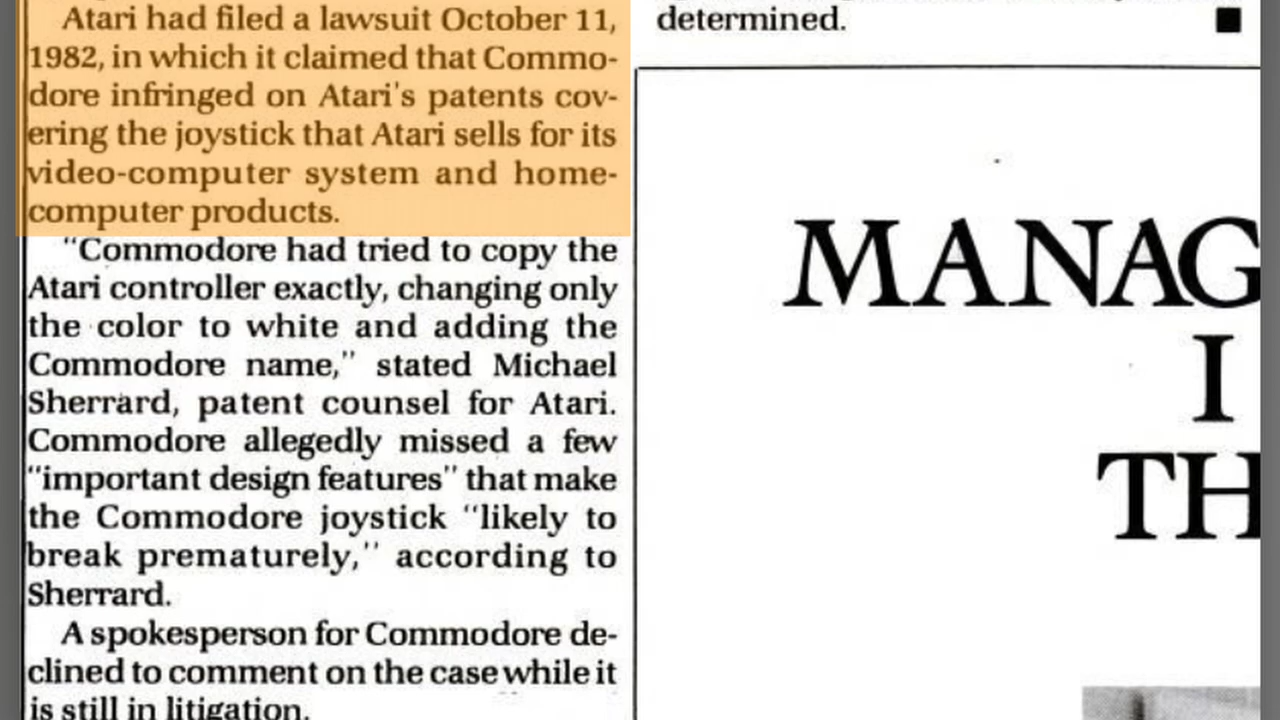 Atari had filed a lawsuit October 11,
1982, in which it claimed that Commo-
dore infringed on Atari's patents cov-
ering the joystick that Atari sells for its
video-computer system and home-
computer products.
"Commodore had tried to copy the
Atari controller exactly, changing only
the color to white and adding the
Commodore name," stated Michael
Sherrard, patent counsel for Atari.
Commodore allegedly missed a few
"important design features" that make
the Commodore joystick "likely to
break prematurely," according to
Sherrard.
A spokesperson for Commodore de-
clined to comment on the case while it
is still in litigation.
determined.
MANAG
I
TH